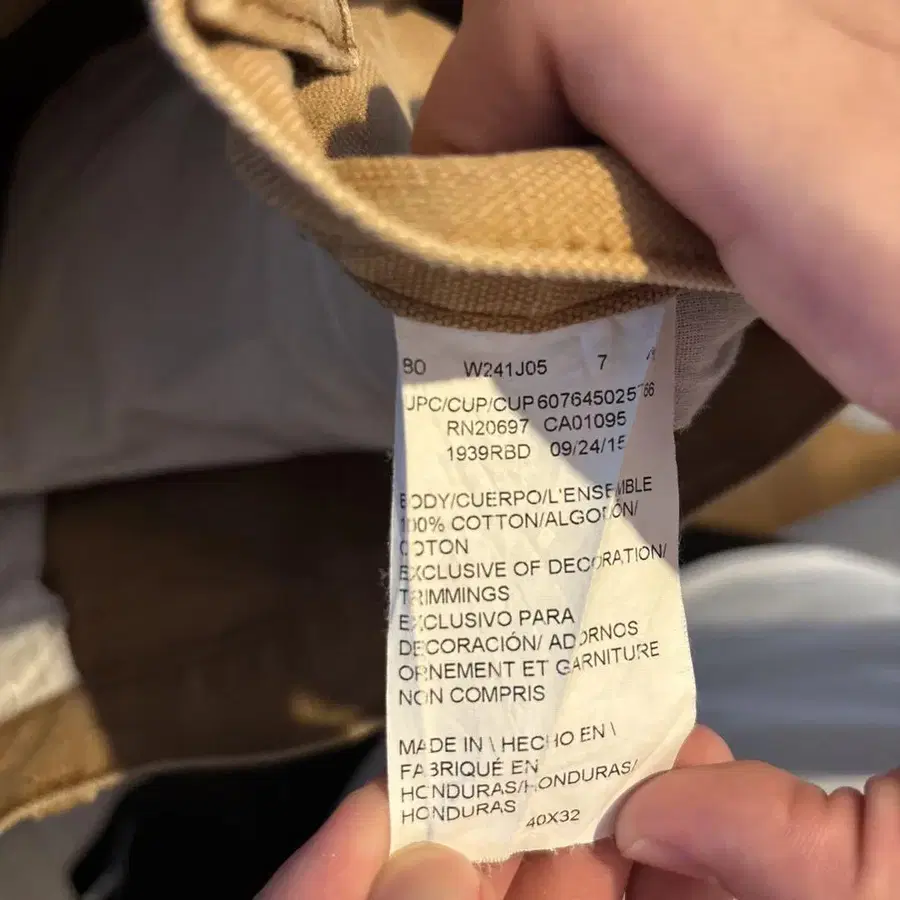 80 W241J05 7
UPC/CUP/CUP 607645025766
RN20697 CA01095
1939RBD 09/24/15
BODY/CUERPO/L'ENSEMBLE
100% COTTON/ALGODÓN/
COTON
EXCLUSIVE OF DECORATION/
TRIMMINGS
EXCLUSIVO PARA
DECORACIÓN/ ADORNOS
ORNEMENT ET GARNITURE
NON COMPRIS
MADE IN \ HECHO EN \
FABRIQUÉ EN
HONDURAS/HONDURAS/
HONDURAS
40X32